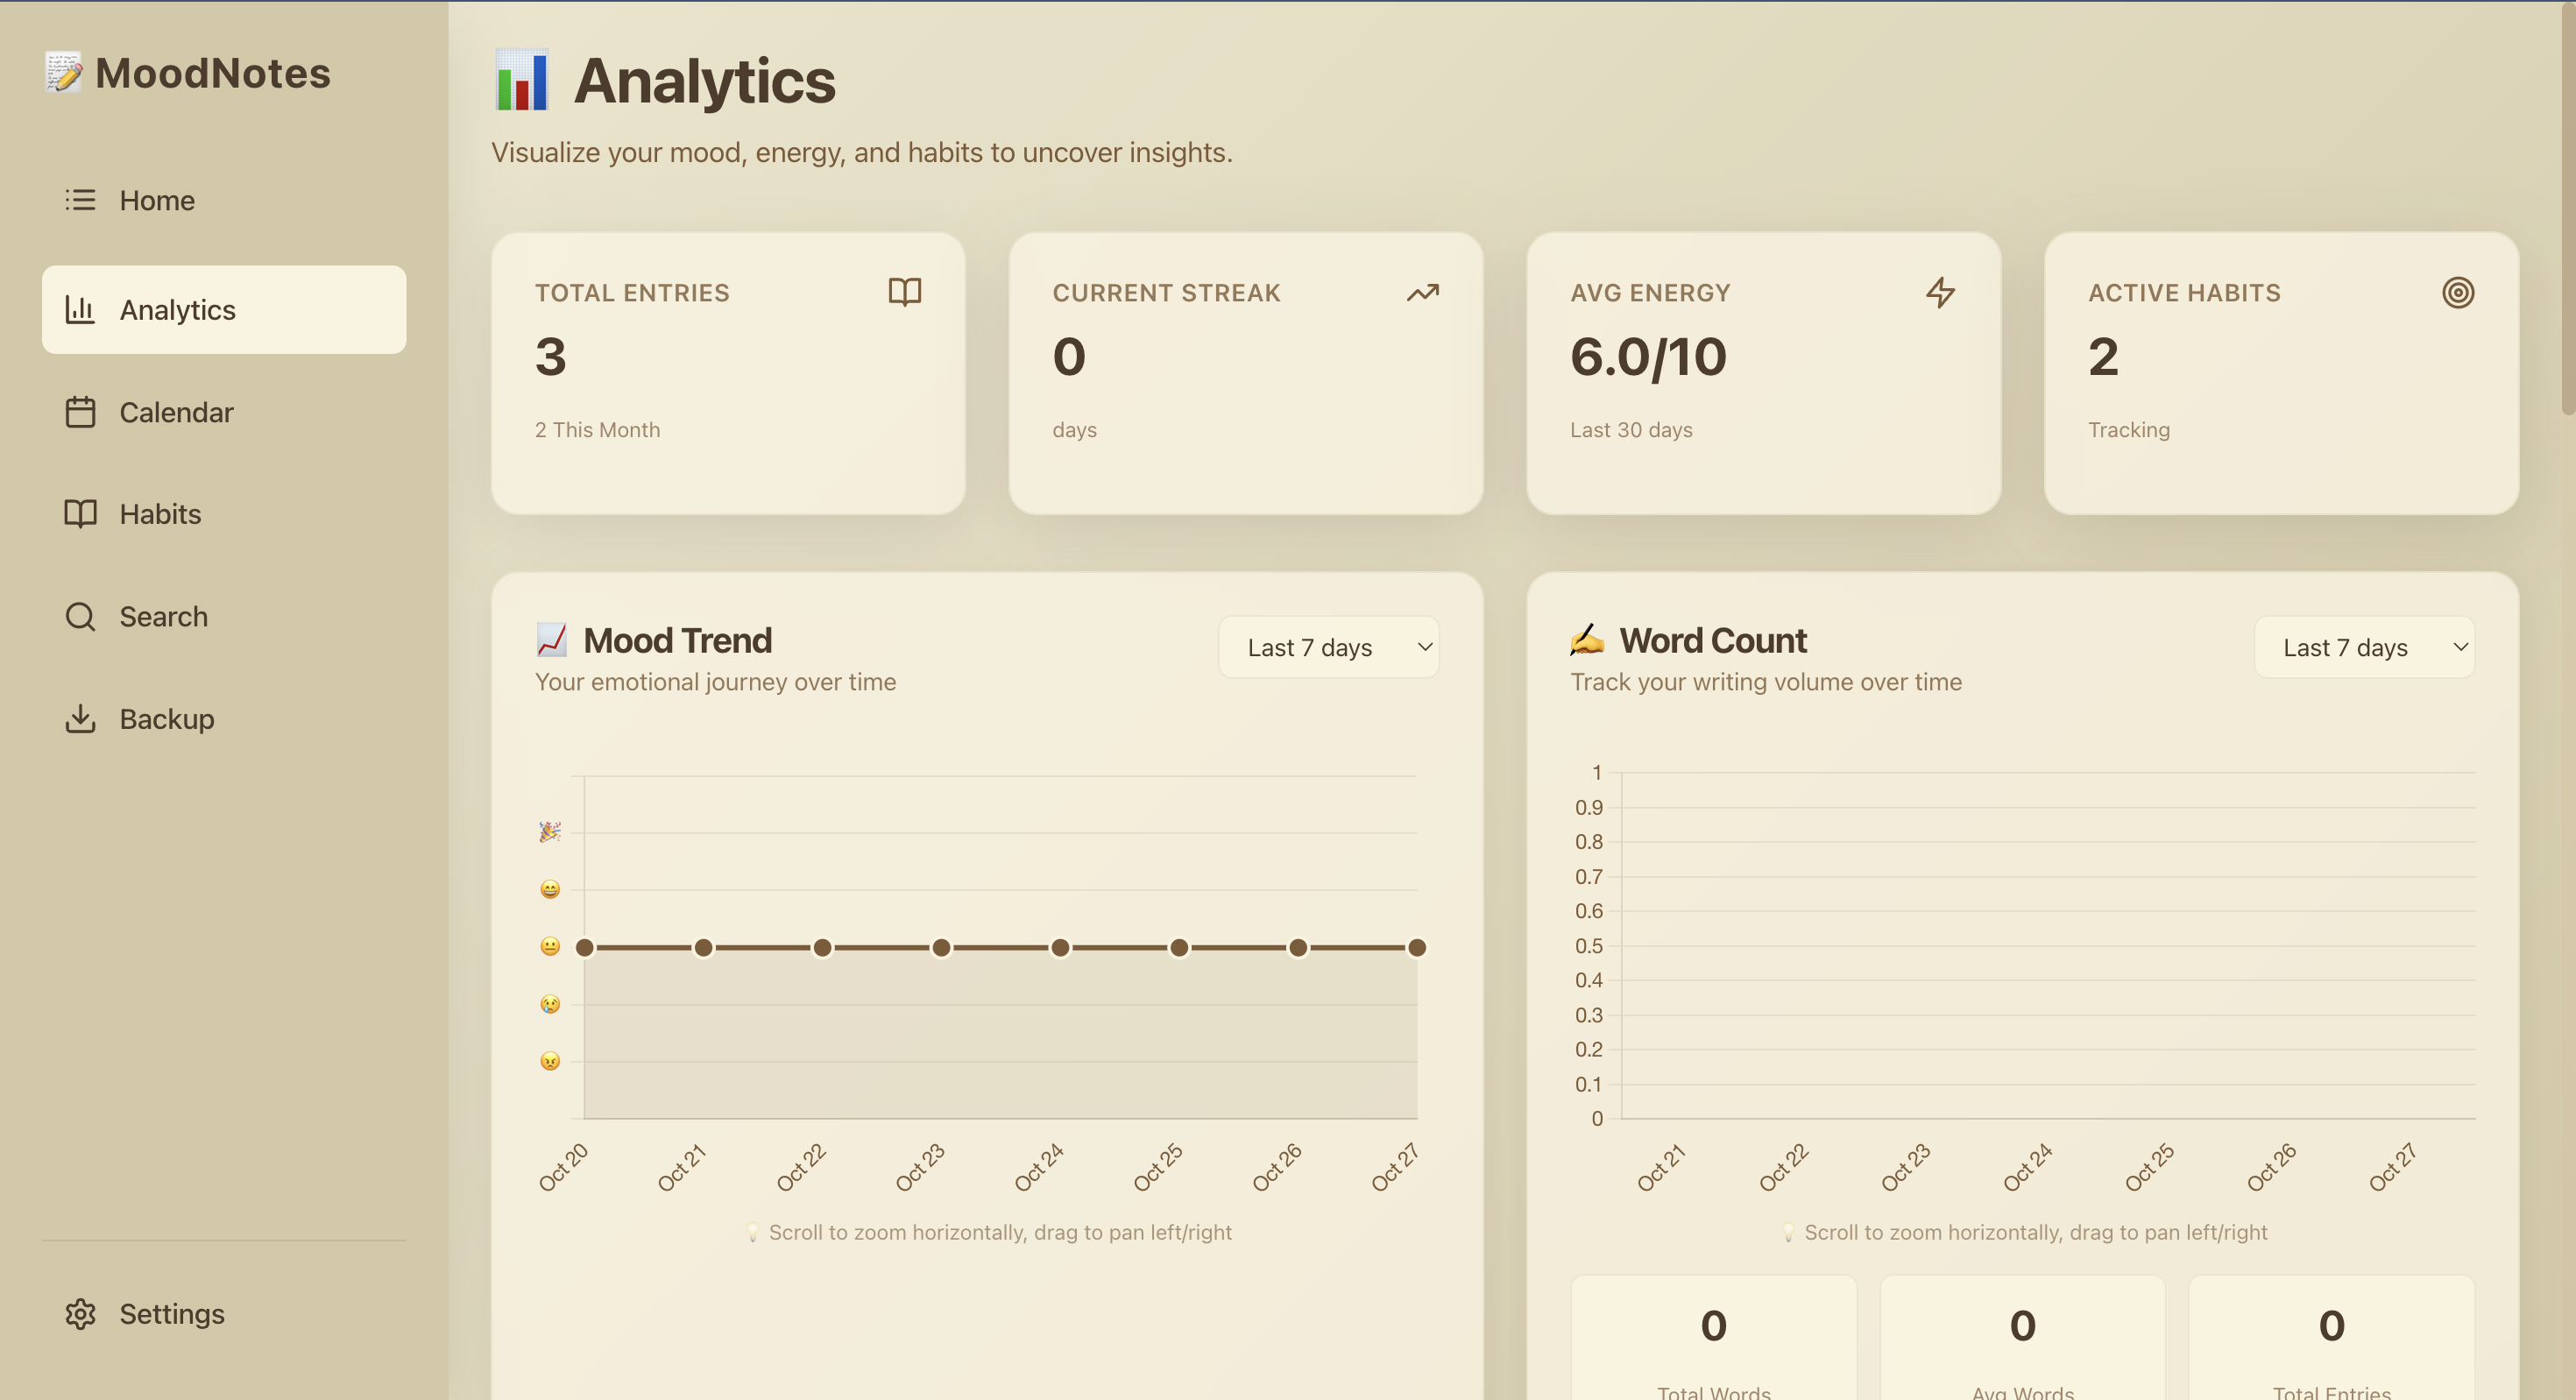 MoodNotes
Home
Analytics
Calendar
Habits
Search
Backup
Settings
Analytics
Visualize your mood, energy, and habits to uncover insights.
TOTAL ENTRIES
3
2 This Month
CURRENT STREAK
0
days
AVG ENERGY
6.0/10
Last 30 days
ACTIVE HABITS
2
Tracking
Mood Trend
Last 7 days
Your emotional journey over time
Oct 20
Oct 21
Oct 22
Oct 23
Oct 24
Oct 25
Oct 26
Oct 27
Scroll to zoom horizontally, drag to pan left/right
Word Count
Last 7 days
Track your writing volume over time
1
0.9
0.8
0.7
0.6
0.5
0.4
0.3
0.2
0.1
0
Oct 21
Oct 22
Oct 23
Oct 24
Oct 25
Oct 26
Oct 27
Scroll to zoom horizontally, drag to pan left/right
0
Total Words
0
Avg Words
0
Total Entries